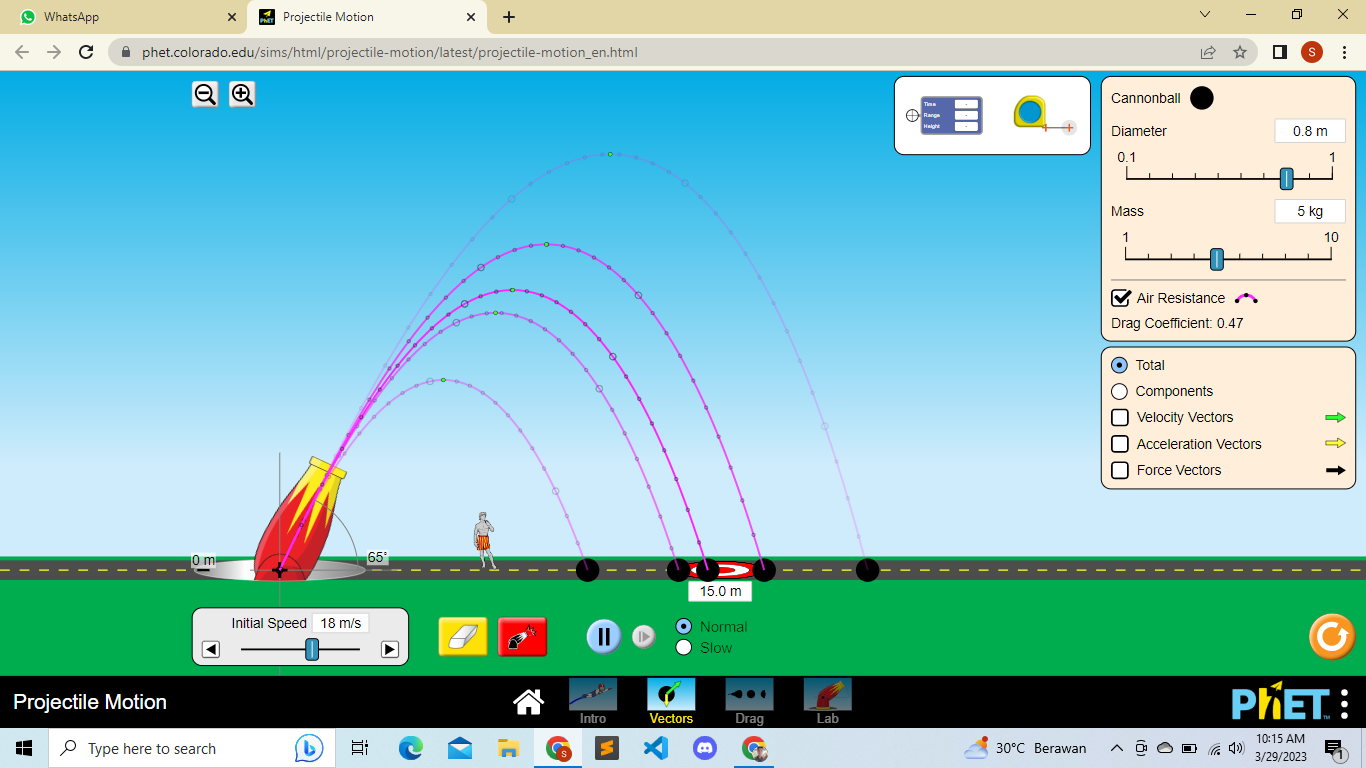 WhatsApp
Projectile Motion
phet.colorado.edu/sims/html/projectile-motion/latest/projectile-motion_en.html
S
Time -
Range -
Height -
Cannonball
Diameter
0.8 m
0.1 1
Mass
5 kg
1 10
Air Resistance
Drag Coefficient: 0.47
Total
Components
Velocity Vectors
Acceleration Vectors
Force Vectors
0 m
65°
15.0 m
Initial Speed 18 m/s
Normal
Slow
Projectile Motion
Intro
Vectors
Drag
Lab
PhET
Type here to search
S
30°C Berawan
10:15 AM
3/29/2023
1